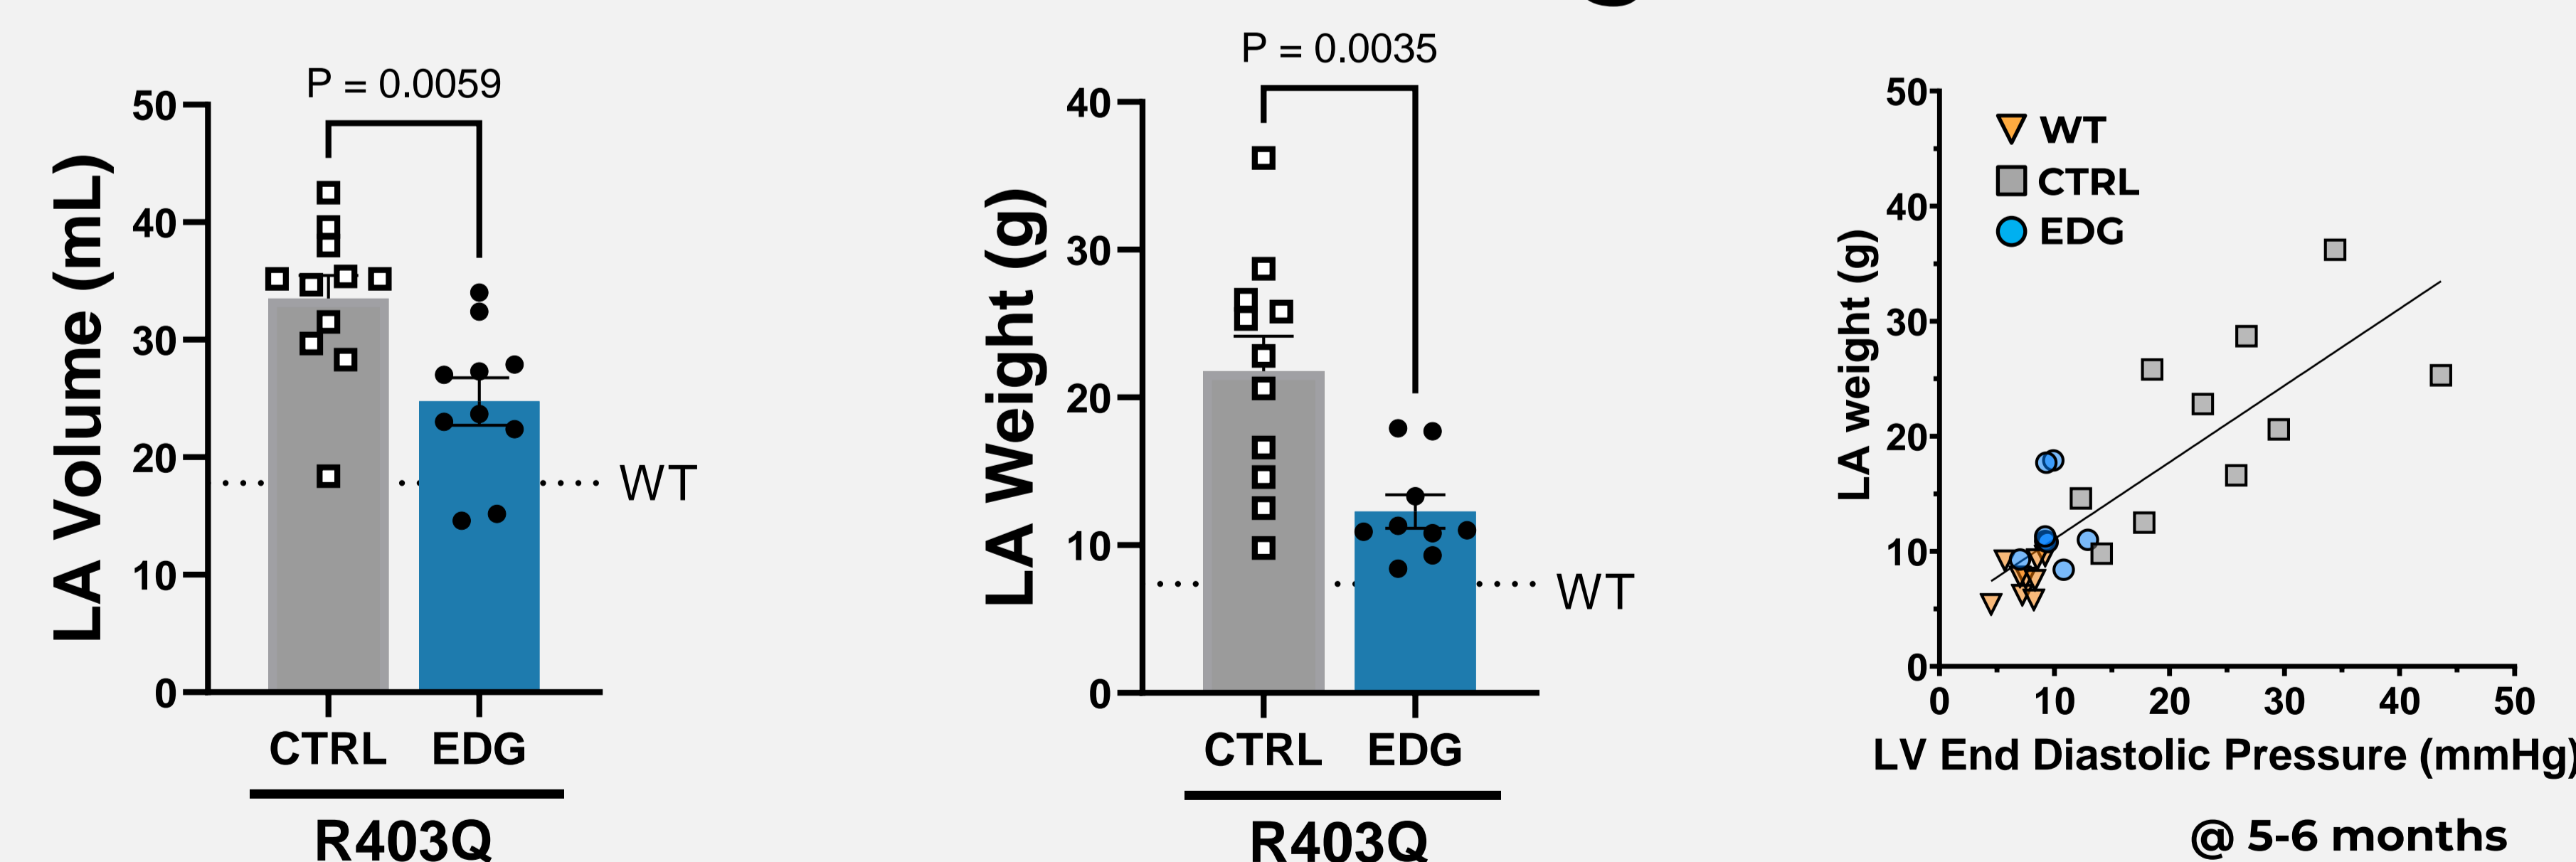 P = 0.0059
LA Volume (mL)
50
40
30
20
10
0
WT
CTRL EDG
R403Q
P = 0.0035
LA Weight (g)
40
30
20
10
0
WT
CTRL EDG
R403Q
LA weight (g)
50
40
30
20
10
0
WT
CTRL
EDG
0 10 20 30 40 50
LV End Diastolic Pressure (mmHg)
@ 5-6 months